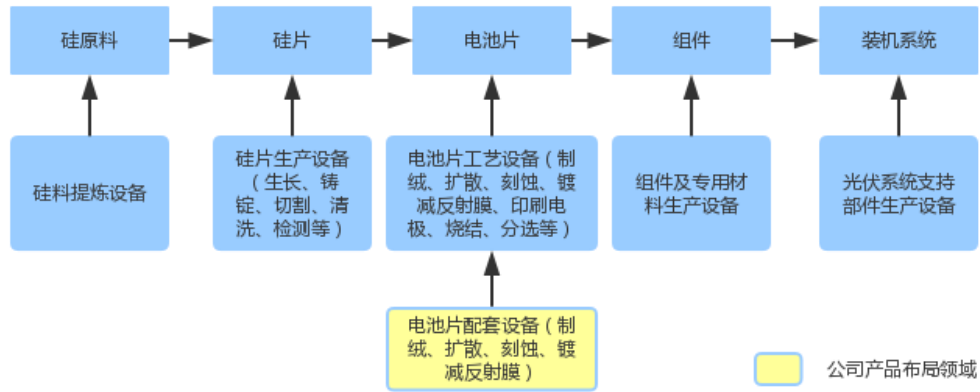 硅原料
硅片
电池片
组件
装机系统
硅料提炼设备
硅片生产设备
（生长、铸
锭、切割、清
洗、检测等）
电池片工艺设备（制
绒、扩散、刻蚀、镀
减反射膜、印刷电
极、烧结、分选等）
组件及专用材
料生产设备
光伏系统支持
部件生产设备
电池片配套设备（制
绒、扩散、刻蚀、镀
减反射膜）
公司产品布局领域